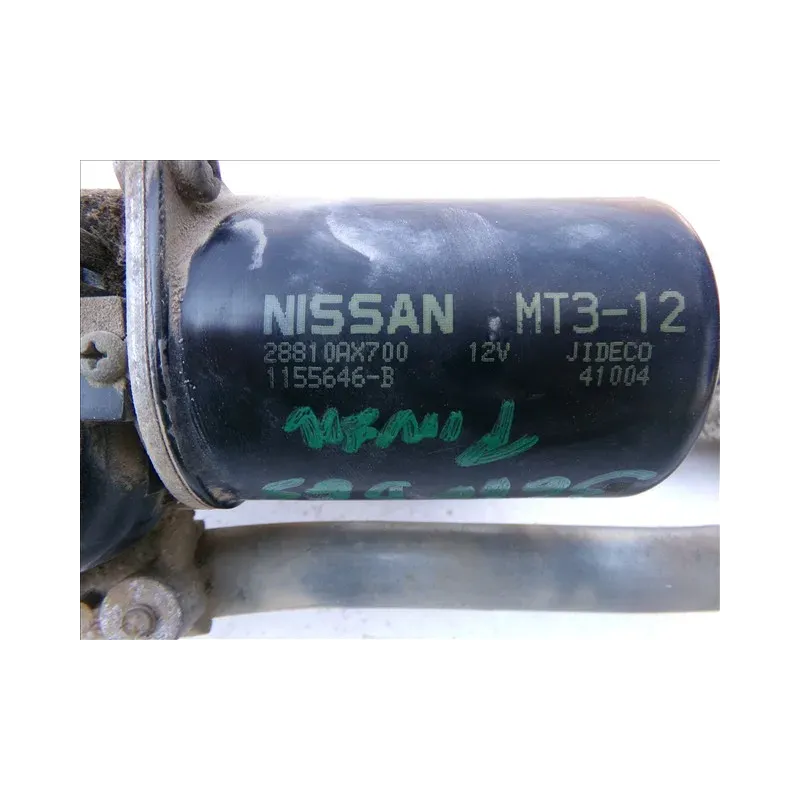 NISSAN MT3-12
28810AX700 12V JIDECO
1155646-B 41004